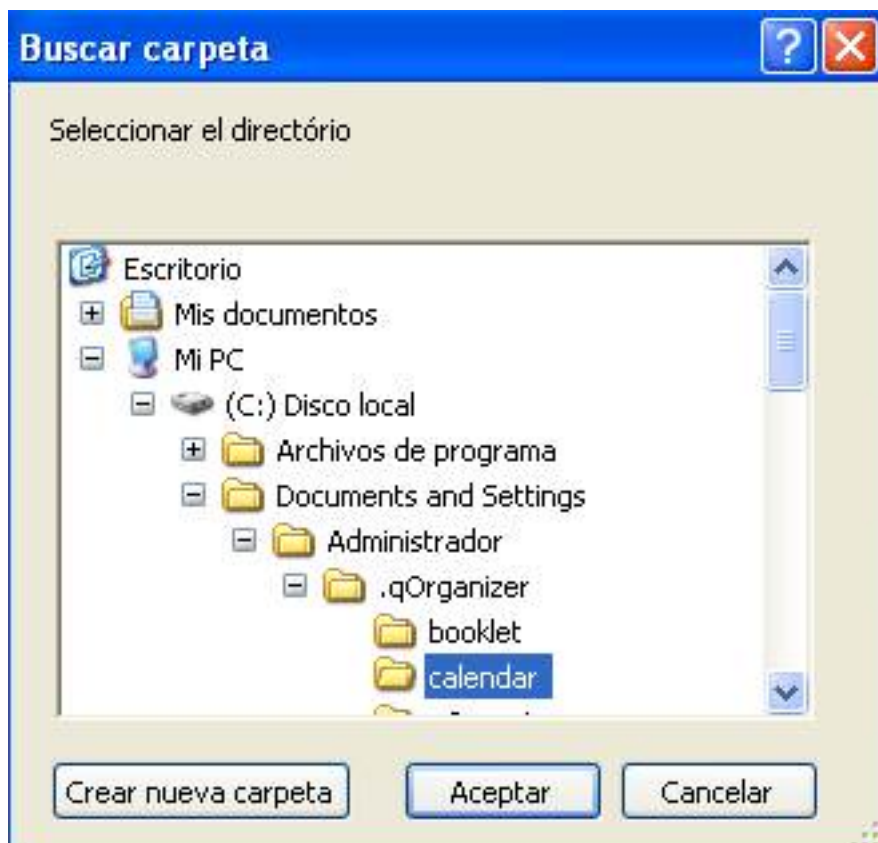 Buscar carpeta
Seleccionar el directório
Escritorio
Mis documentos
Mi PC
(C:) Disco local
Archivos de programa
Documents and Settings
Administrador
.qOrganizer
booklet
calendar
Crear nueva carpeta Aceptar Cancelar